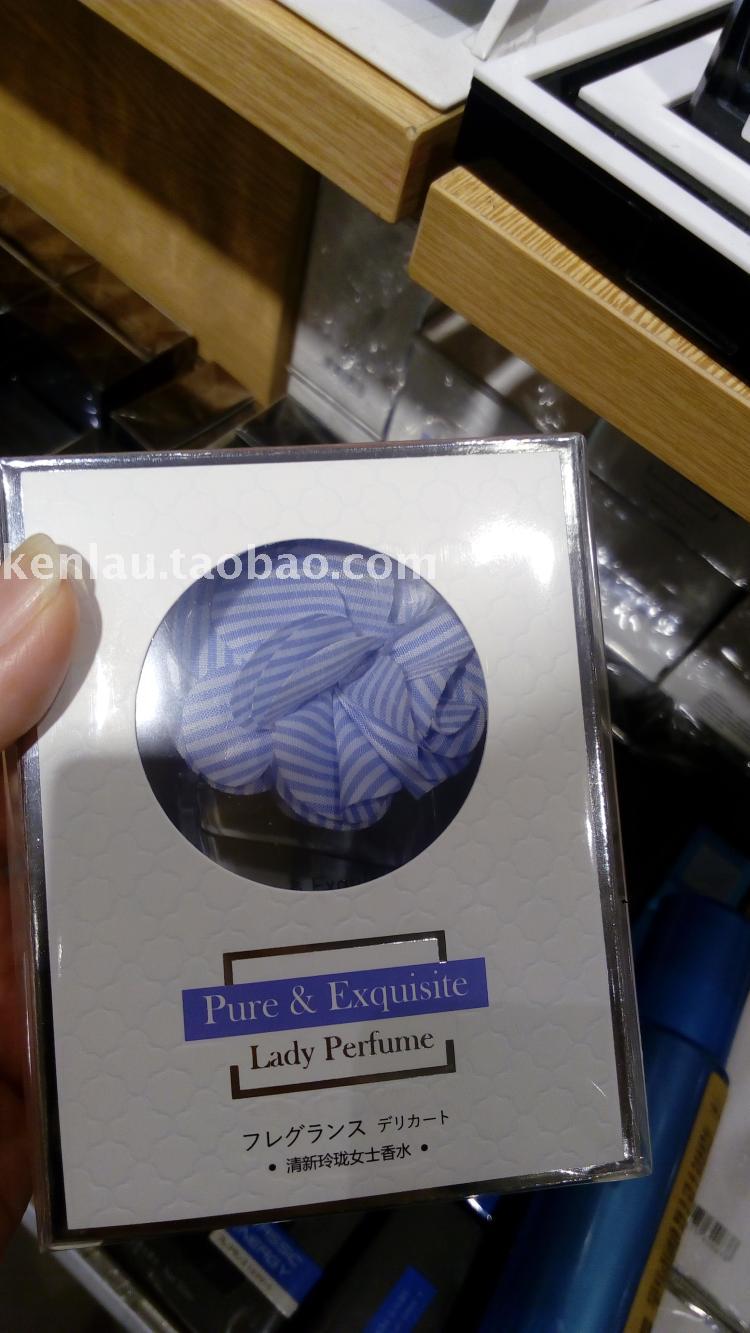 kenlau.taobao.com
Pure & Exquisite
Lady Perfume
フレグランス デリカート
• 清新玲珑女士香水 •